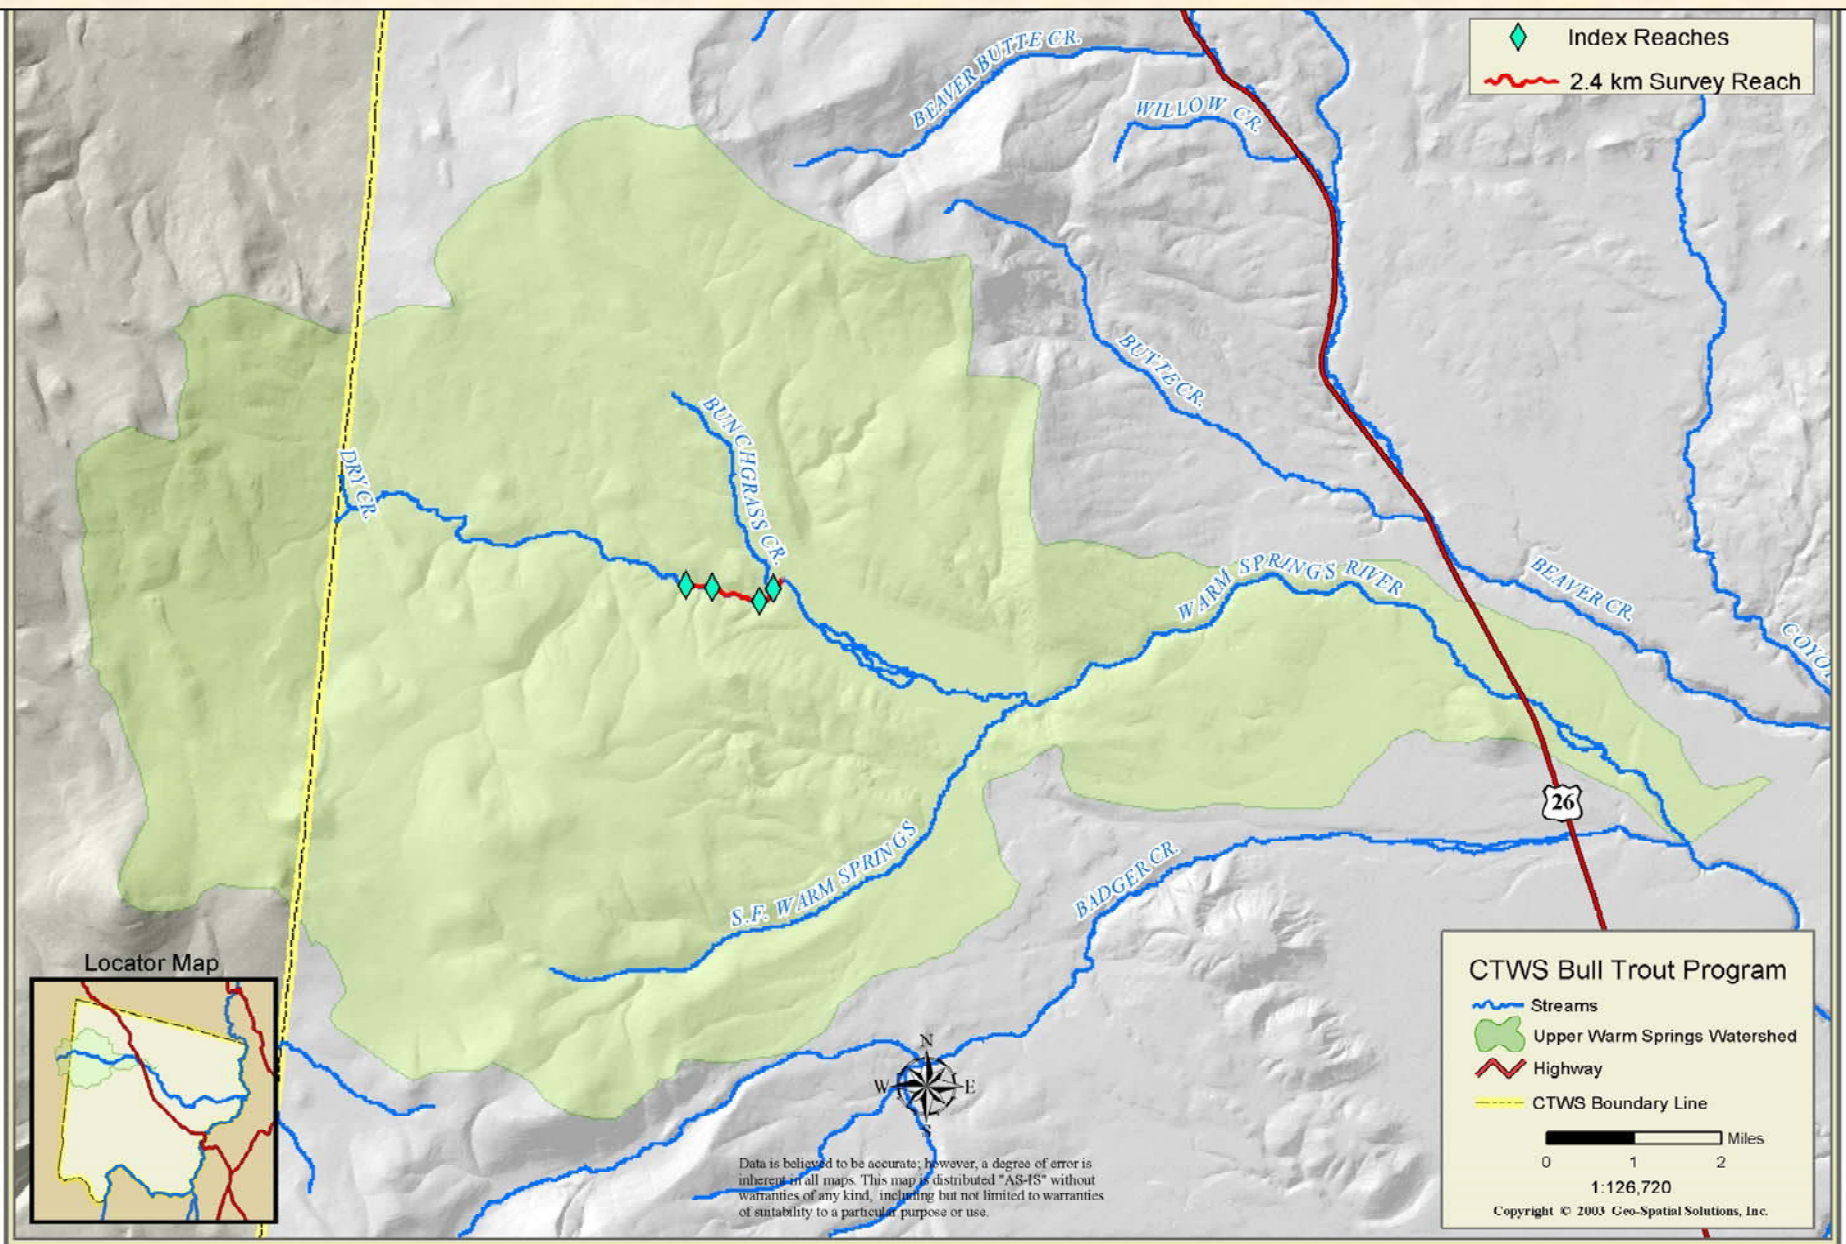 Index Reaches
2.4 km Survey Reach
BEAVER BUTTE CR.
WILLOW CR.
BUTTE CR.
BUNCHGRASS CR.
DRY CR.
WARM SPRINGS RIVER
BEAVER CR.
S.F. WARM SPRINGS
BADGER CR.
26
Locator Map
N
W
E
S
CTWS Bull Trout Program
Streams
Upper Warm Springs Watershed
Highway
CTWS Boundary Line
Miles
0 1 2
1:126,720
Copyright © 2003 Geo-Spatial Solutions, Inc.
Data is believed to be accurate; however, a degree of error is
inherent in all maps. This map is distributed "AS-IS" without
warranties of any kind, including but not limited to warranties
of suitability to a particular purpose or use.